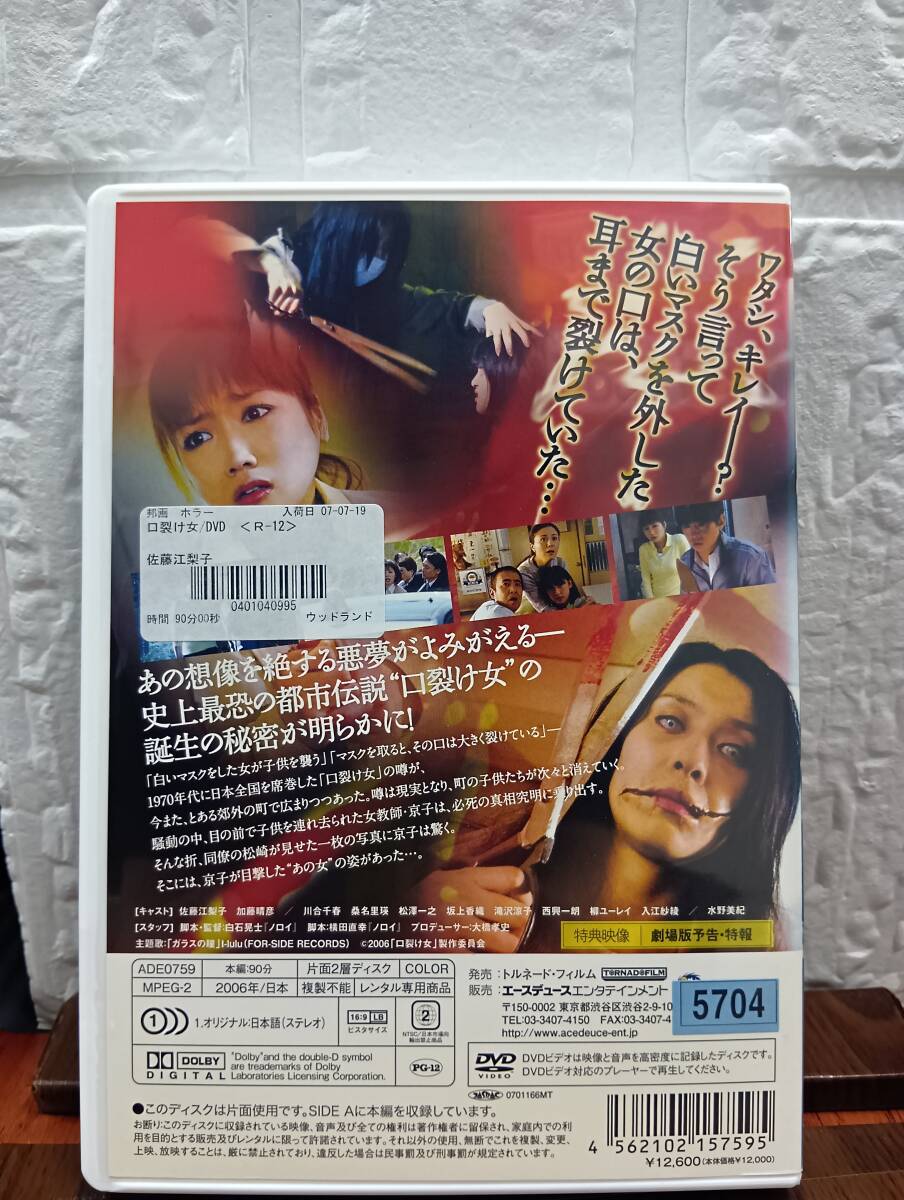 ワタシ、キレイー?
そう言って
白いマスクを外した
女の口は、
耳まで裂けていた…
邦画 ホラー 入荷日 07-07-19
口裂け女/DVD <R-12>
佐藤江梨子
0401040995
時間 90分00秒 ウッドランド
あの想像を絶する悪夢がよみがえる—
史上最恐の都市伝説“口裂け女”の
誕生の秘密が明らかに!
「白いマスクをした女が子供を襲う」「マスクを取ると、その口は大きく裂けている」—
1970年代に日本全国を席巻した「口裂け女」の噂が、
今また、とある郊外の町で広まりつつあった。噂は現実となり、町の子供たちが次々と消えていく。
騒動の中、目の前で子供を連れ去られた女教師・京子は、必死の真相究明に乗り出す。
そんな折、同僚の松崎が見せた一枚の写真に京子は驚く。
そこには、京子が目撃した“あの女”の姿があった…。
[キャスト] 佐藤江梨子 加藤晴彦 / 川合千春 桑名里瑛 松澤一之 坂上香織 滝沢涼子 西興一朗 柳ユーレイ 入江紗綾 / 水野美紀
[スタッフ] 脚本・監督:白石晃士『ノロイ』 脚本:横田直幸『ノロイ』 プロデューサー:大橋孝史
主題歌:「ガラスの瞳」Hulu(FOR-SIDE RECORDS) ©2006「口裂け女」製作委員会
特典映像 劇場版予告・特報
ADE0759 本編:90分 片面2層ディスク COLOR
MPEG-2 2006年/日本 複製不能 レンタル専用商品
1.オリジナル:日本語(ステレオ)
16:9 LB
ビスタサイズ
2
NTSC/日本市場向
輸出禁止商品
DOLBY
DIGITAL
"Dolby"and the double-D symbol
are trademarks of Dolby
Laboratories Licensing Corporation.
PG-12
発売:トルネード・フィルム TORNADO FILM
販売:エースデュースエンタテインメント
〒150-0002 東京都渋谷区渋谷2-9-10
TEL:03-3407-4150 FAX:03-3407-4
http://www.acedeuce-ent.jp
5704
DVD VIDEO
DVDビデオは映像と音声を高密度に記録したディスクです。
DVDビデオ対応のプレーヤーで再生してください。
0701166MT
●このディスクは片面使用です。SIDE Aに本編を収録しています。
お断り:このディスクに収録されている映像、音声及び全ての権利は著作権者に留保され、家庭内での利
用を目的とする販売及びレンタルに限って許諾されています。それ以外の使用、無断でこれを複製、変更、
上映、放映することは、厳に禁止されており、違反した場合は民事罰及び刑事罰が規定されています。
4 562102 157595
¥12,600(本体価格¥12,000)